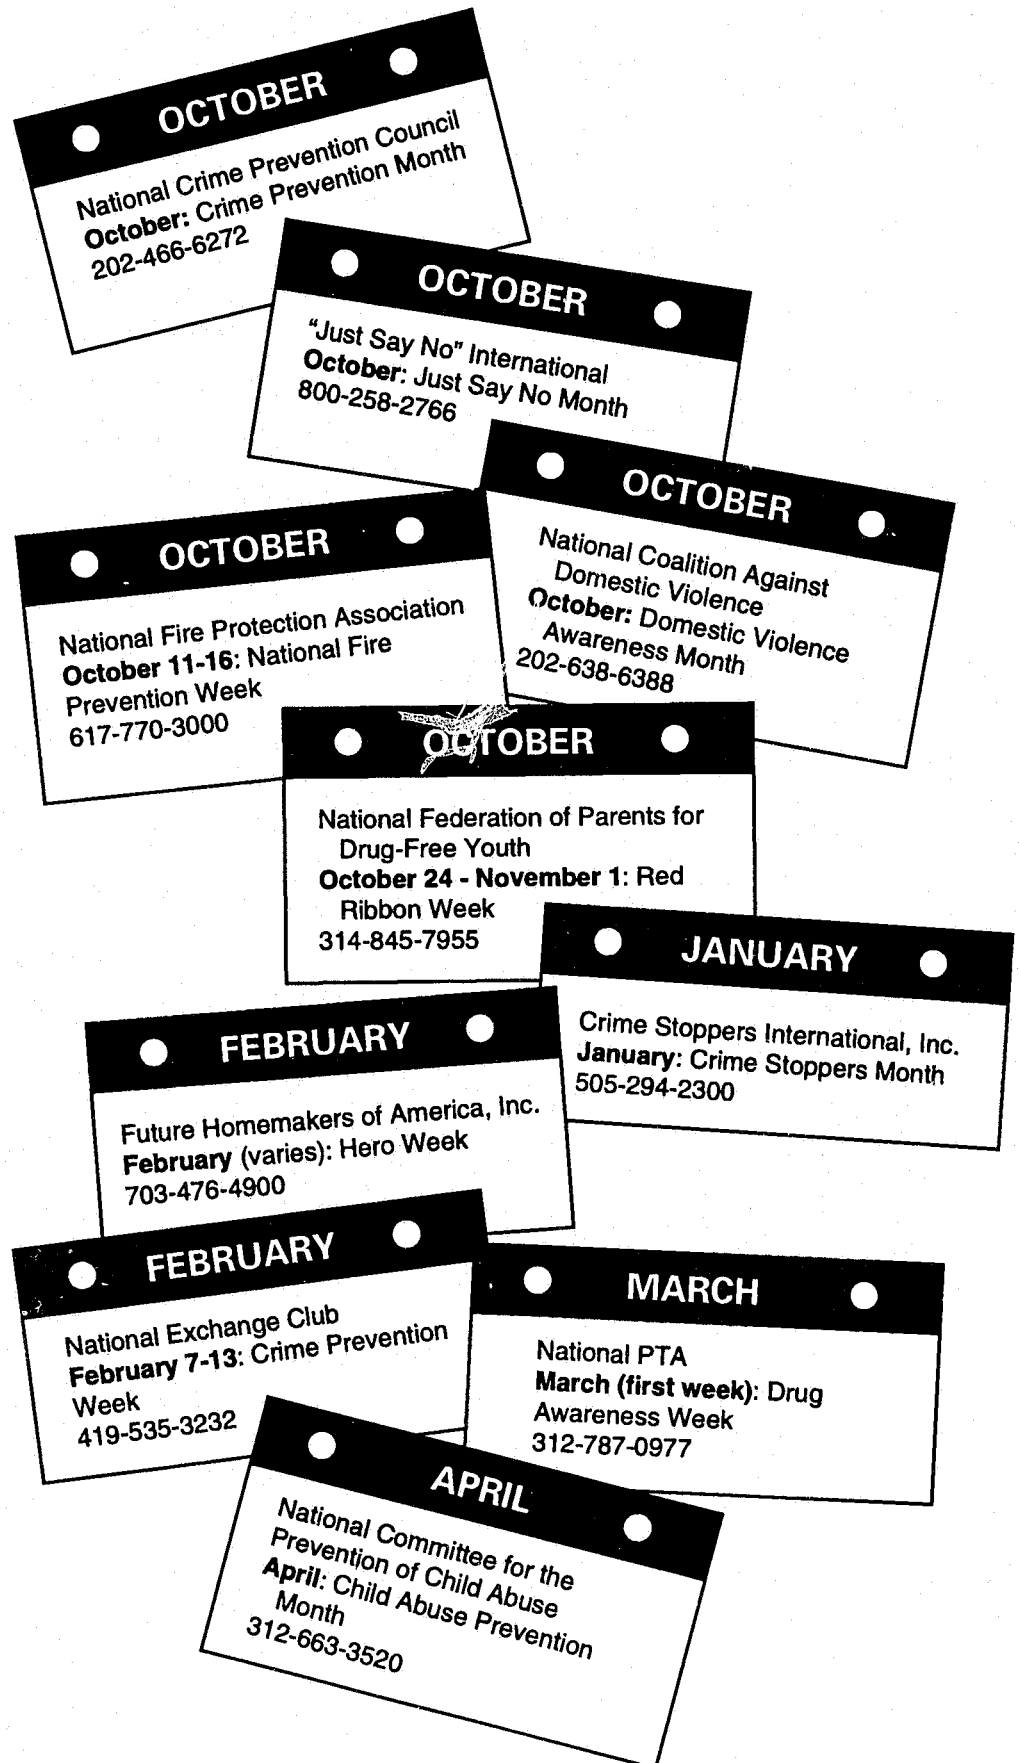 OCTOBER
National Crime Prevention Council
October: Crime Prevention Month
202-466-6272
OCTOBER
"Just Say No" International
October: Just Say No Month
800-258-2766
OCTOBER
National Coalition Against
Domestic Violence
October: Domestic Violence
Awareness Month
202-638-6388
OCTOBER
National Fire Protection Association
October 11-16: National Fire
Prevention Week
617-770-3000
OCTOBER
National Federation of Parents for
Drug-Free Youth
October 24 - November 1: Red
Ribbon Week
314-845-7955
JANUARY
Crime Stoppers International, Inc.
January: Crime Stoppers Month
505-294-2300
FEBRUARY
Future Homemakers of America, Inc.
February (varies): Hero Week
703-476-4900
FEBRUARY
National Exchange Club
February 7-13: Crime Prevention
Week
419-535-3232
MARCH
National PTA
March (first week): Drug
Awareness Week
312-787-0977
APRIL
National Committee for the
Prevention of Child Abuse
April: Child Abuse Prevention
Month
312-663-3520